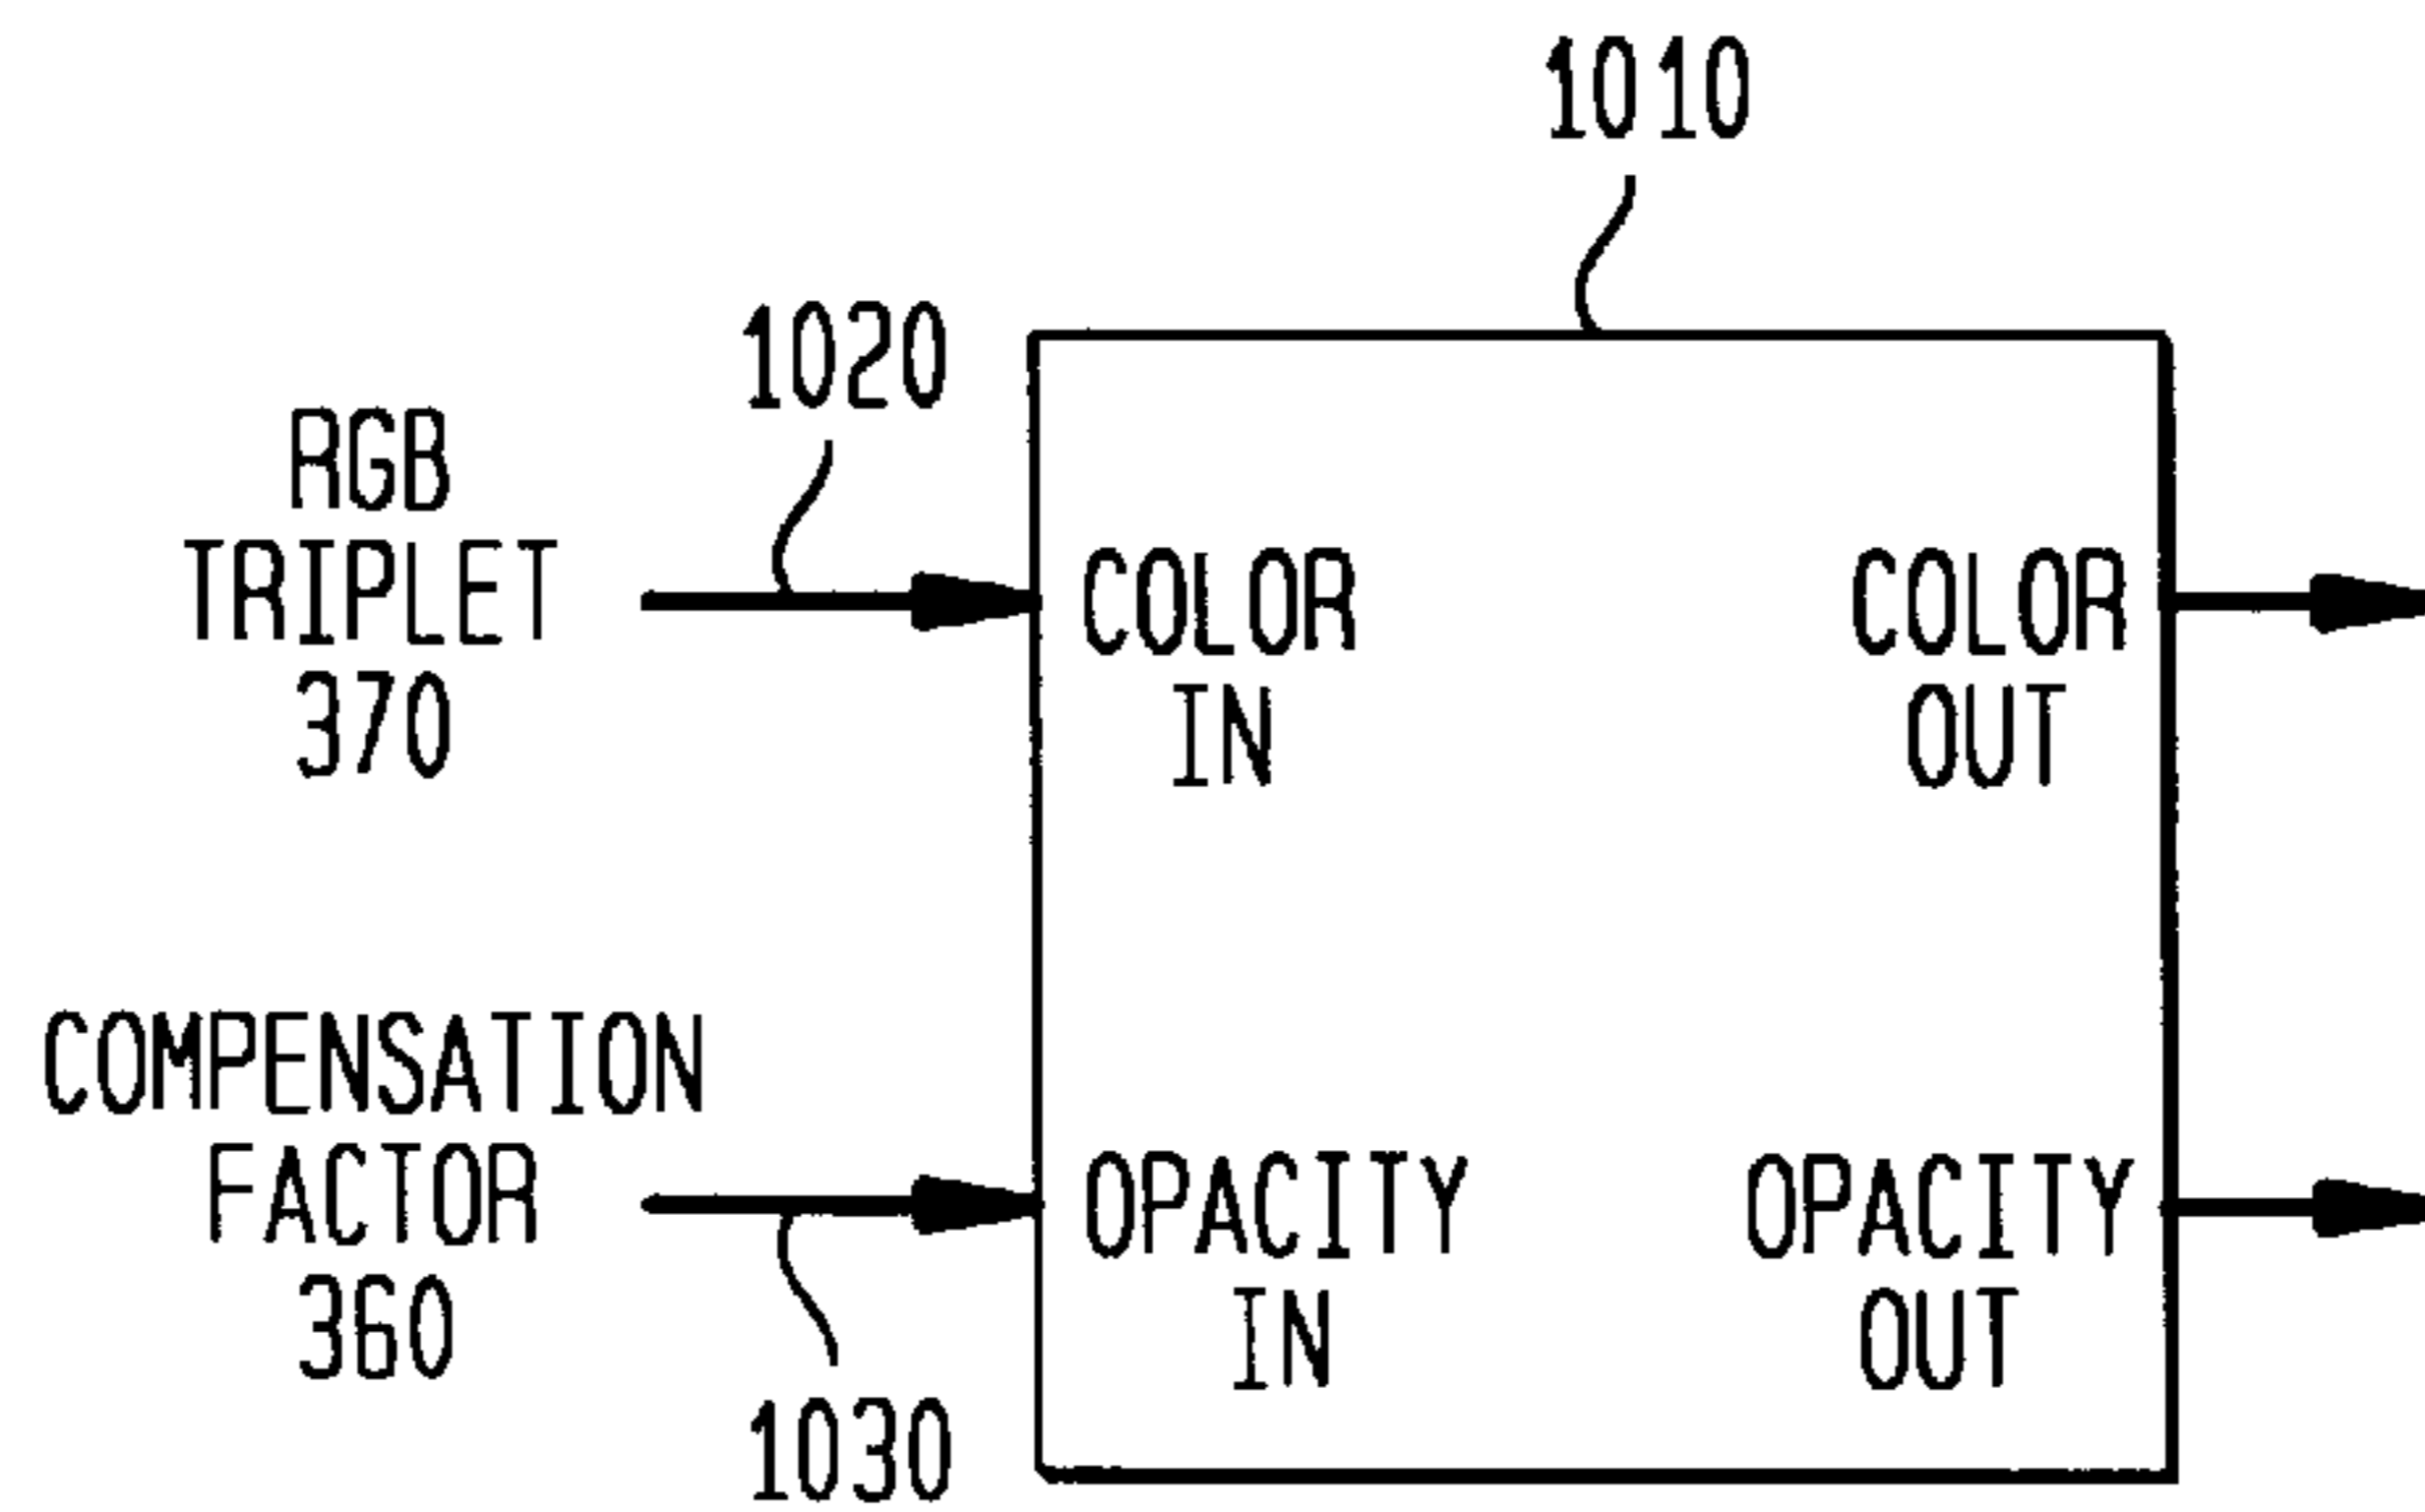 1010
1020
RGB
TRIPLET
370
COLOR
IN
COLOR
OUT
COMPENSATION
FACTOR
360
OPACITY
IN
OPACITY
OUT
1030